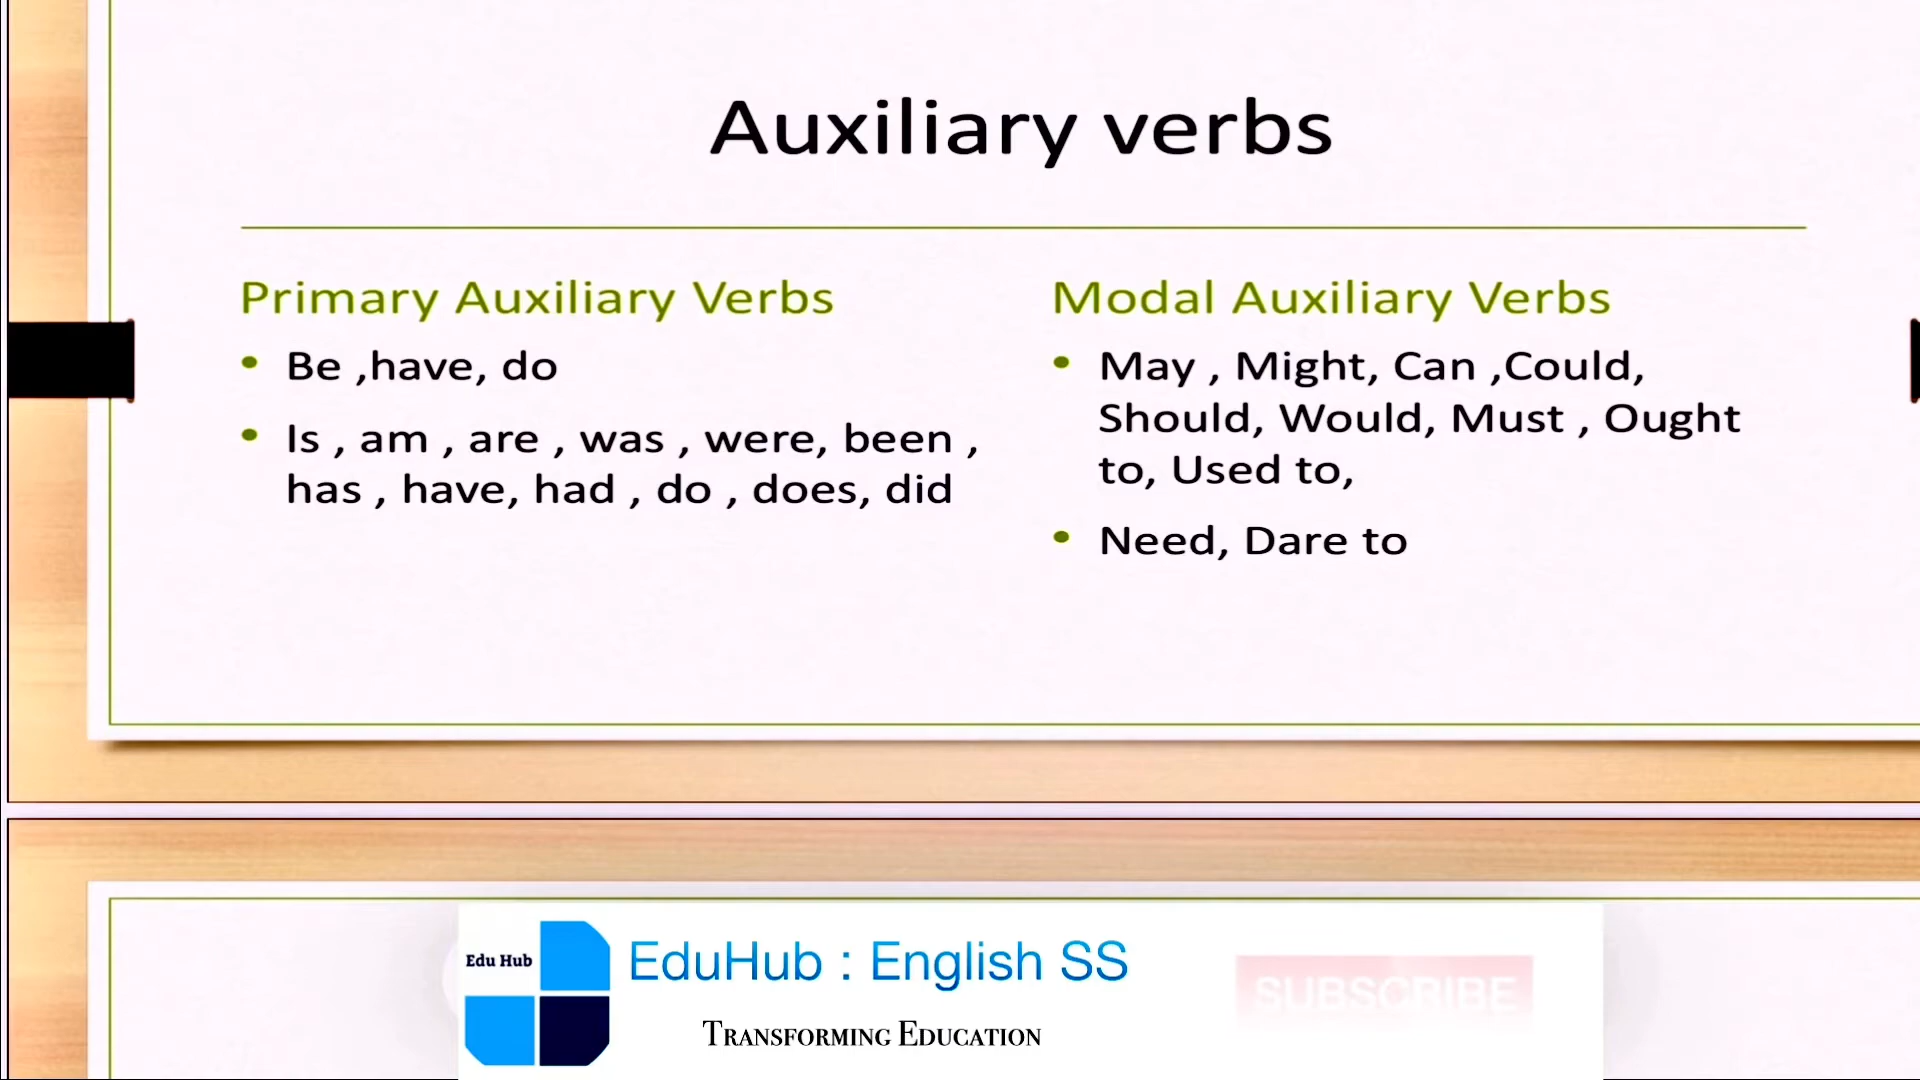 Auxiliary verbs
Primary Auxiliary Verbs
• Be ,have, do
• Is , am , are , was , were, been ,
has , have, had , do , does, did
Modal Auxiliary Verbs
• May , Might, Can ,Could,
Should, Would, Must , Ought
to, Used to,
• Need, Dare to
Edu Hub
EduHub : English SS
TRANSFORMING EDUCATION
SUBSCRIBE